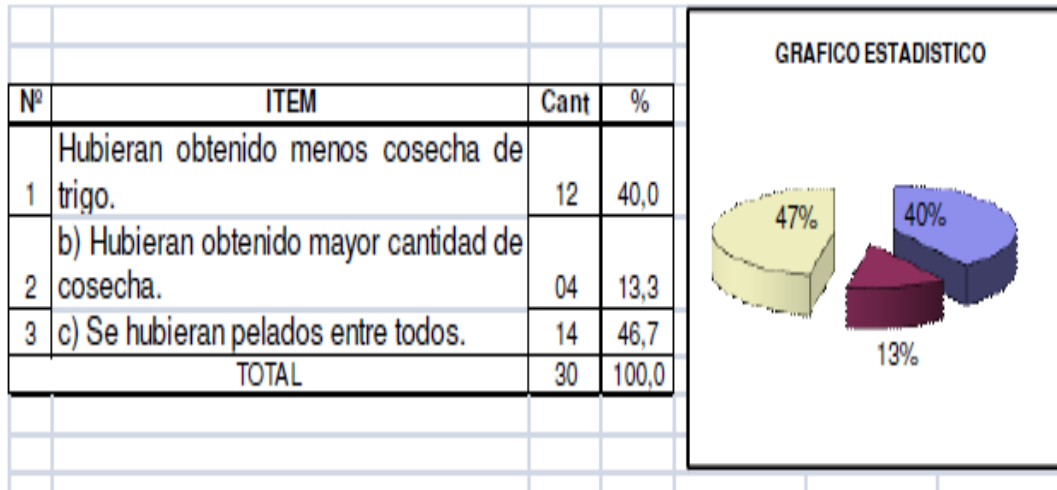 GRAFICO ESTADISTICO
Nº ITEM Cant %
Hubieran obtenido menos cosecha de
1 trigo. 12 40,0
b) Hubieran obtenido mayor cantidad de
2 cosecha. 04 13,3
3 c) Se hubieran pelados entre todos. 14 46,7
TOTAL 30 100,0
47%
40%
13%